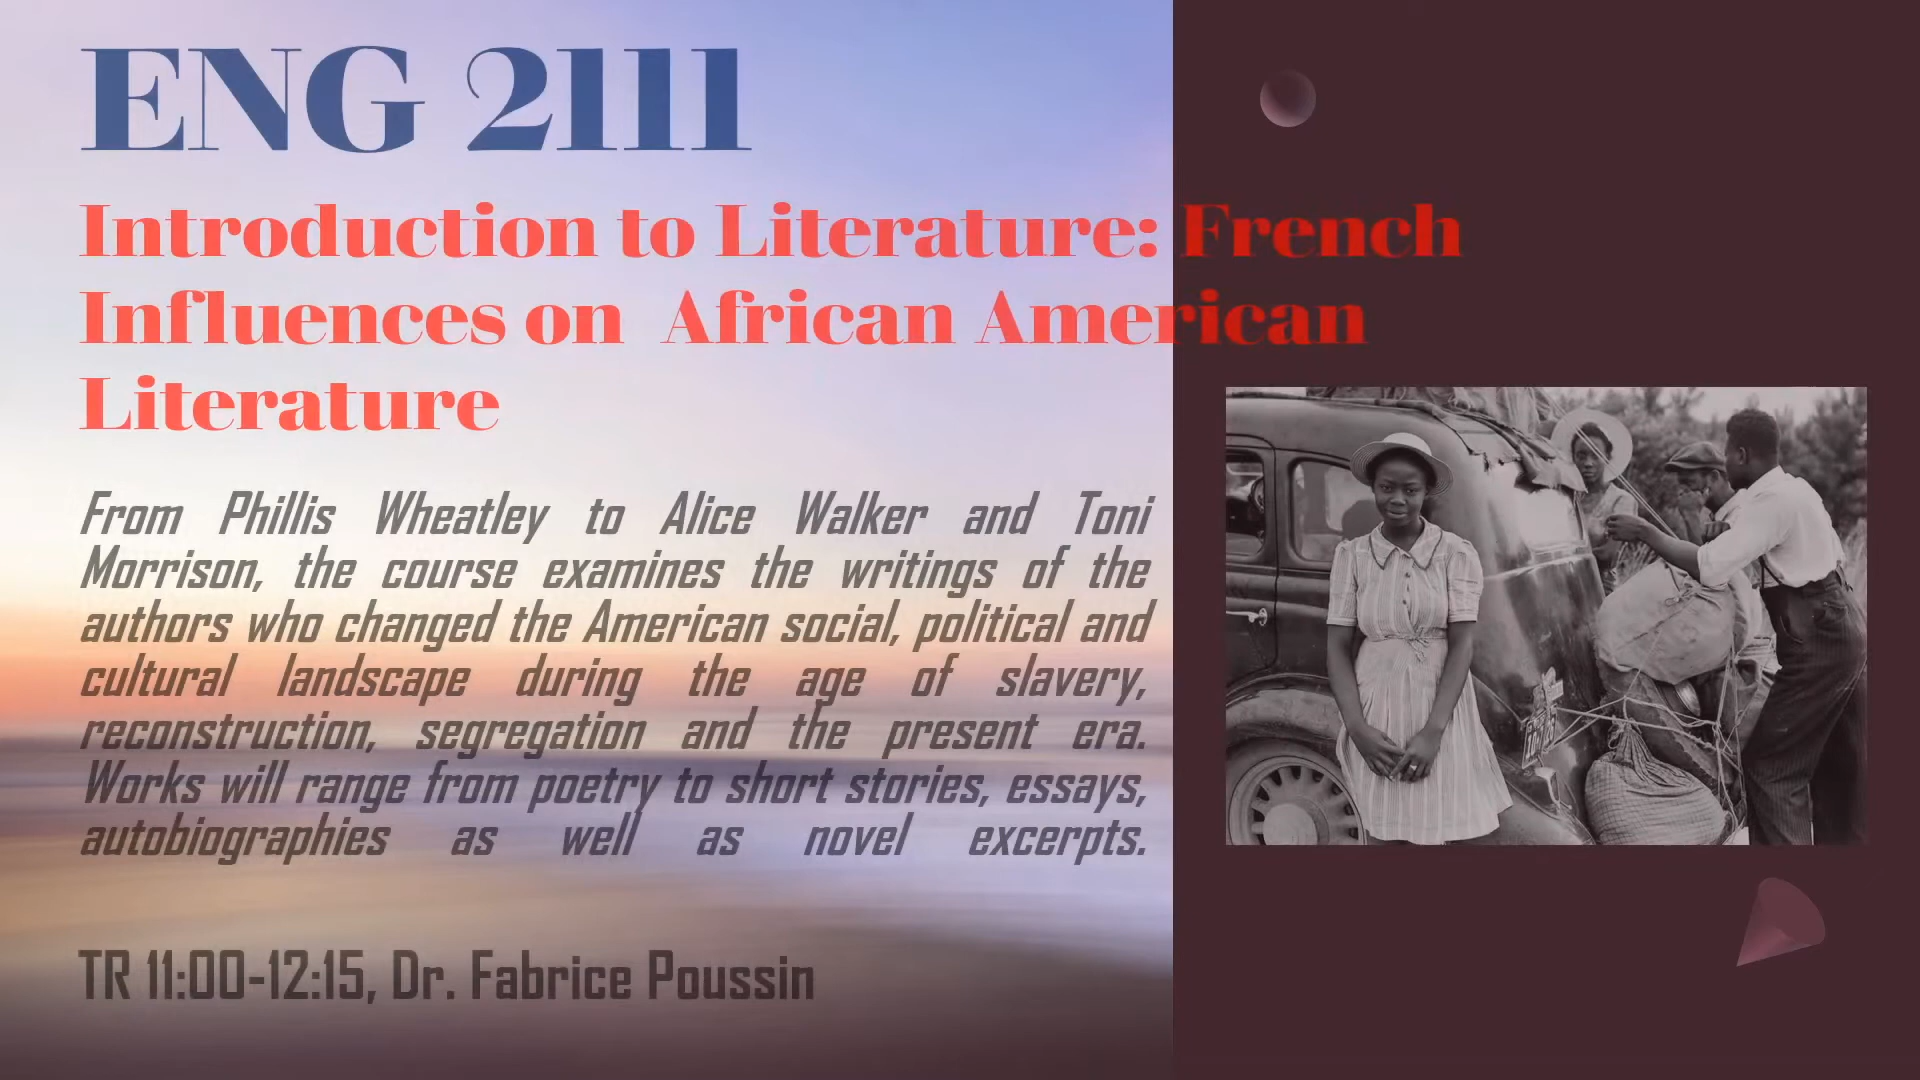 ENG 2111
Introduction to Literature: French
Influences on African American
Literature
From Phillis Wheatley to Alice Walker and Toni
Morrison, the course examines the writings of the
authors who changed the American social, political and
cultural landscape during the age of slavery,
reconstruction, segregation and the present era.
Works will range from poetry to short stories, essays,
autobiographies as well as novel excerpts.
TR 11:00-12:15, Dr. Fabrice Poussin